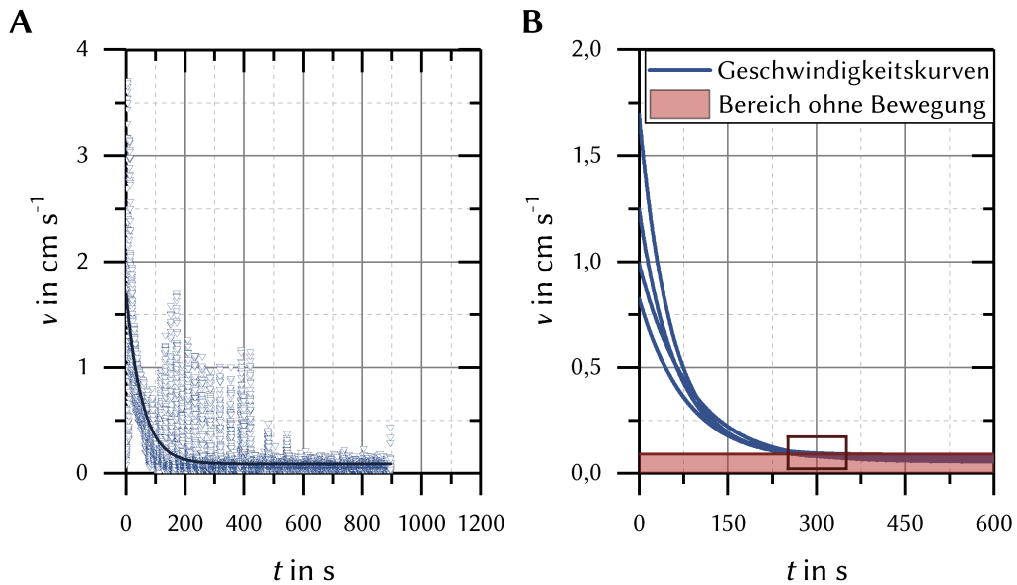 A
4
3
2
1
0
v in cm s⁻¹
0 200 400 600 800 1000 1200
t in s
B
2,0
1,5
1,0
0,5
0,0
v in cm s⁻¹
Geschwindigkeitskurven
Bereich ohne Bewegung
0 150 300 450 600
t in s